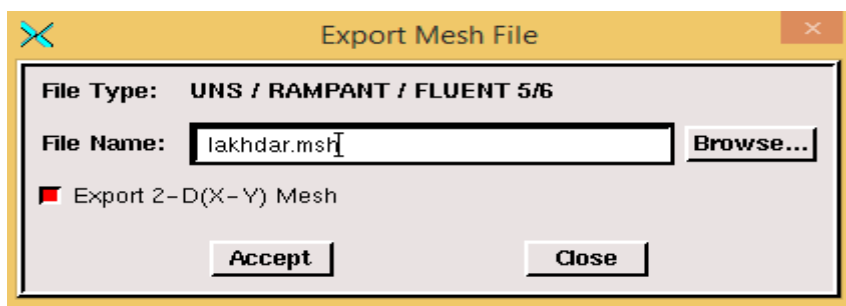 Export Mesh File
File Type: UNS / RAMPANT / FLUENT 5/6
File Name: lakhdar.msh Browse...
Export 2-D(X-Y) Mesh
Accept Close